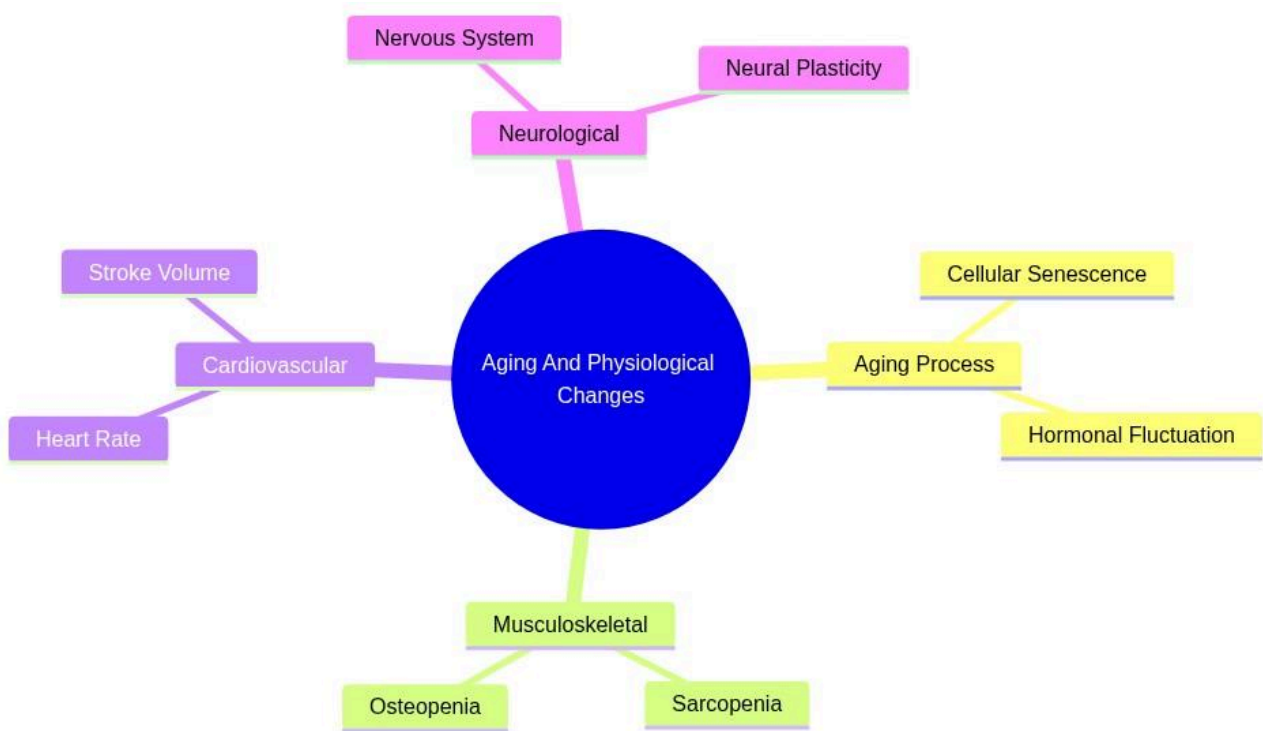 Nervous System
Neural Plasticity
Neurological
Stroke Volume
Cellular Senescence
Cardiovascular
Aging And Physiological
Changes
Aging Process
Heart Rate
Hormonal Fluctuation
Musculoskeletal
Osteopenia
Sarcopenia